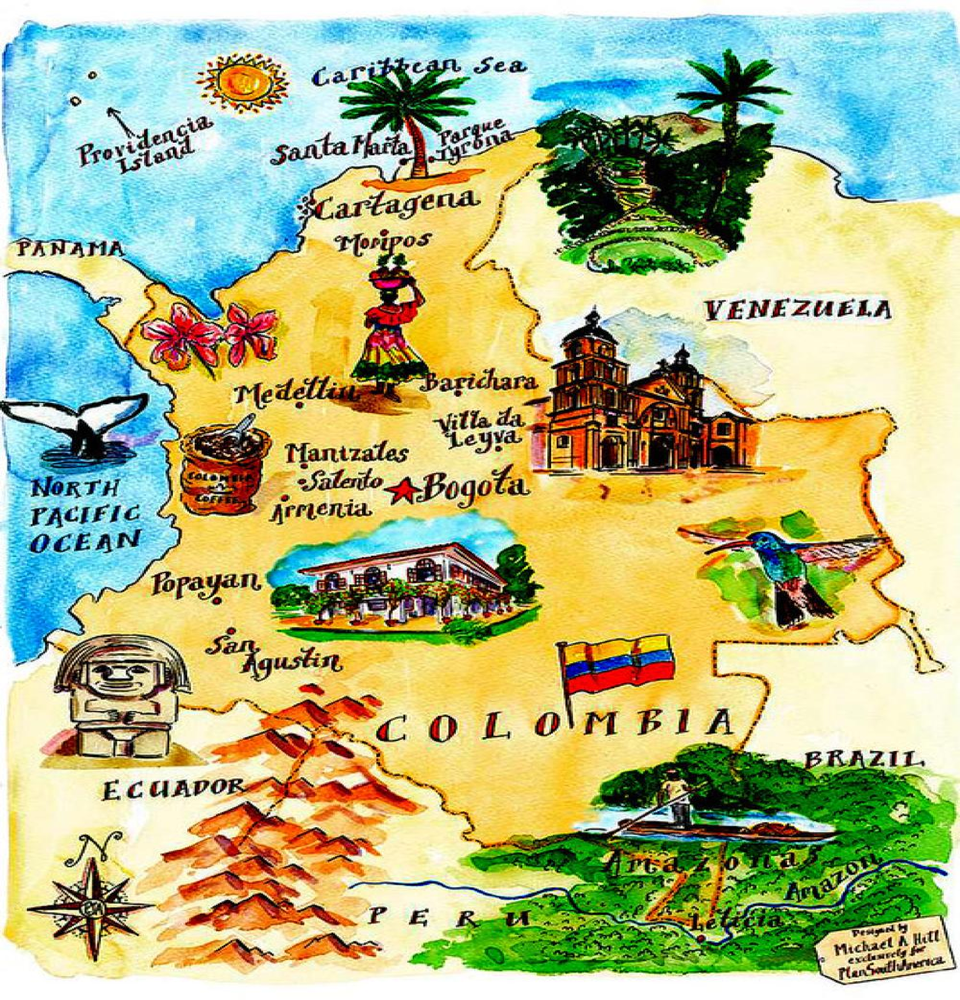 Caribbean Sea
Providencia
Island
Santa Marta
Parque
Tyrona
Cartagena
PANAMA
Mompos
VENEZUELA
Medellin
Barichara
Villa da
Leyva
COLOMBIA
COFFEE
Manizales
Salento
Bogota
Armenia
NORTH
PACIFIC
OCEAN
Popayan
San
Agustin
COLOMBIA
BRAZIL
ECUADOR
Amazonas
Amazon
N
PERU
Leticia
Designed by
Michael A Hill
exclusively for
PlanSouthAmerica